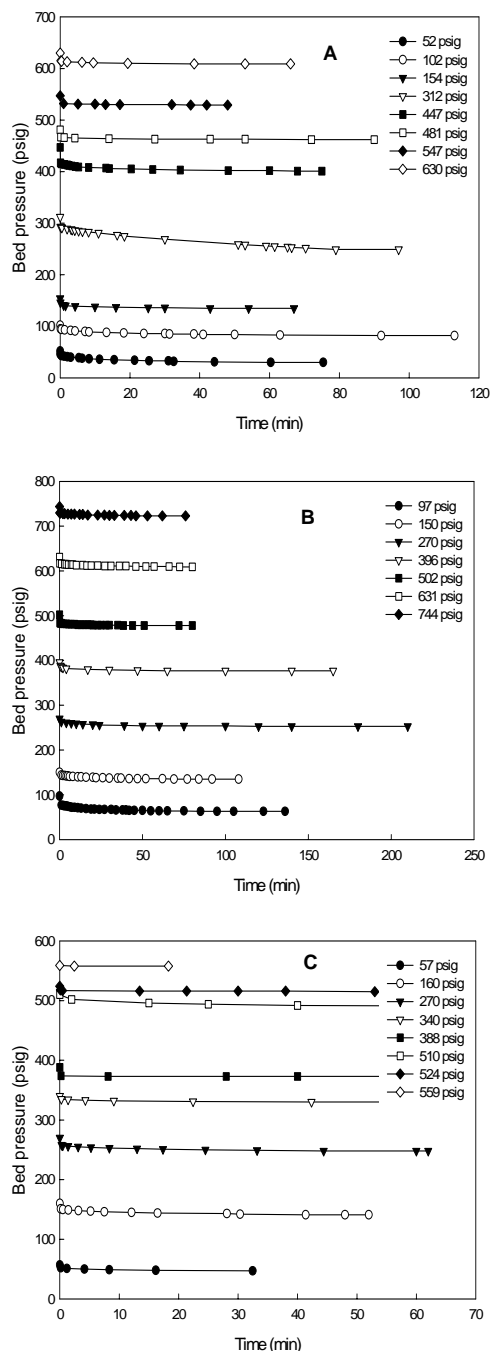 A
700
600
500
400
300
200
100
0
Bed pressure (psig)
0 20 40 60 80 100 120
Time (min)
52 psig
102 psig
154 psig
312 psig
447 psig
481 psig
547 psig
630 psig
B
800
700
600
500
400
300
200
100
0
Bed pressure (psig)
0 50 100 150 200 250
Time (min)
97 psig
150 psig
270 psig
396 psig
502 psig
631 psig
744 psig
C
600
500
400
300
200
100
0
Bed pressure (psig)
0 10 20 30 40 50 60 70
Time (min)
57 psig
160 psig
270 psig
340 psig
388 psig
510 psig
524 psig
559 psig